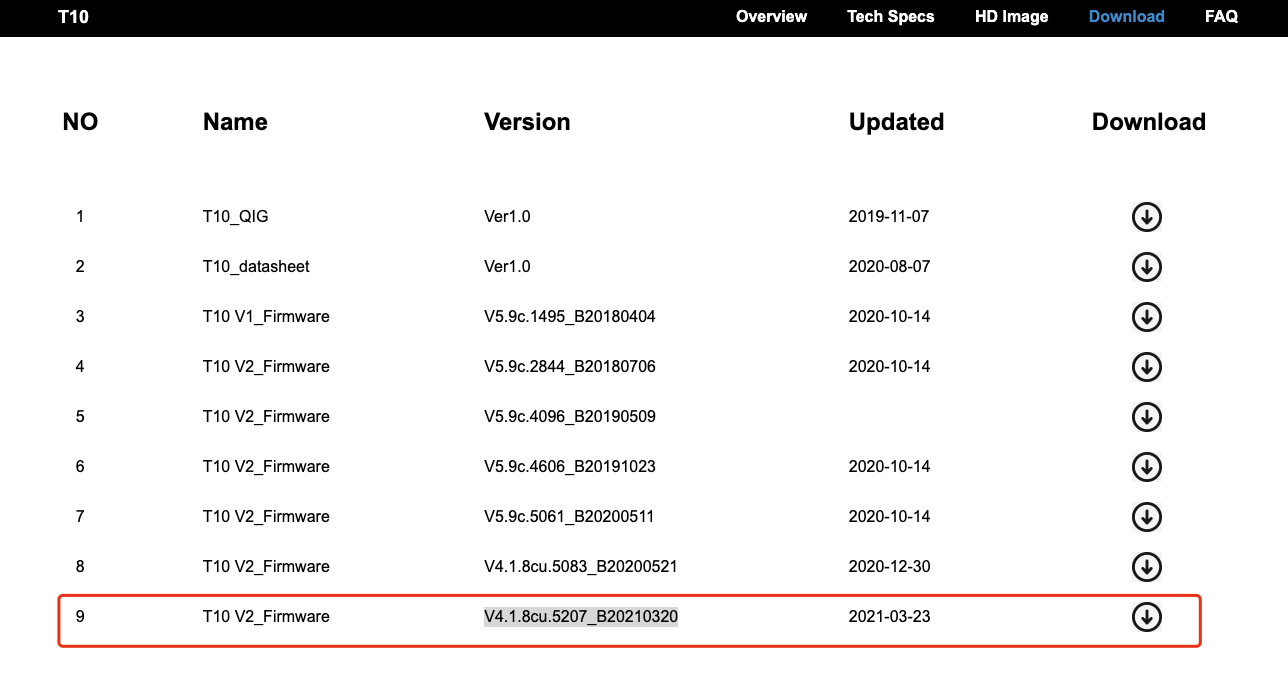 T10 Overview Tech Specs HD Image Download FAQ
NO Name Version Updated Download
1 T10_QIG Ver1.0 2019-11-07
2 T10_datasheet Ver1.0 2020-08-07
3 T10 V1_Firmware V5.9c.1495_B20180404 2020-10-14
4 T10 V2_Firmware V5.9c.2844_B20180706 2020-10-14
5 T10 V2_Firmware V5.9c.4096_B20190509
6 T10 V2_Firmware V5.9c.4606_B20191023 2020-10-14
7 T10 V2_Firmware V5.9c.5061_B20200511 2020-10-14
8 T10 V2_Firmware V4.1.8cu.5083_B20200521 2020-12-30
9 T10 V2_Firmware V4.1.8cu.5207_B20210320 2021-03-23